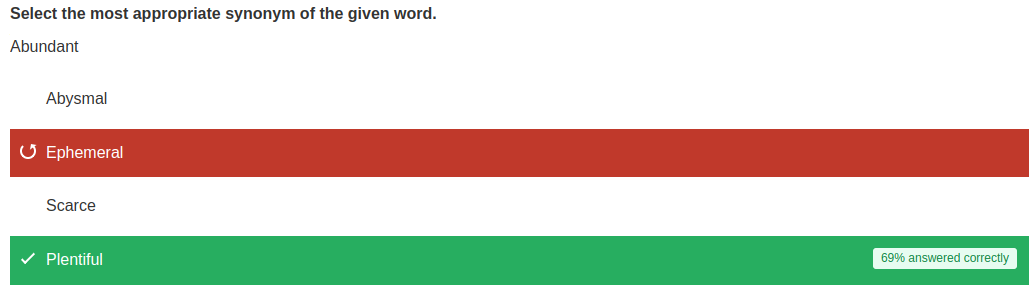 Select the most appropriate synonym of the given word.
Abundant
Abysmal
Ephemeral
Scarce
Plentiful
69% answered correctly